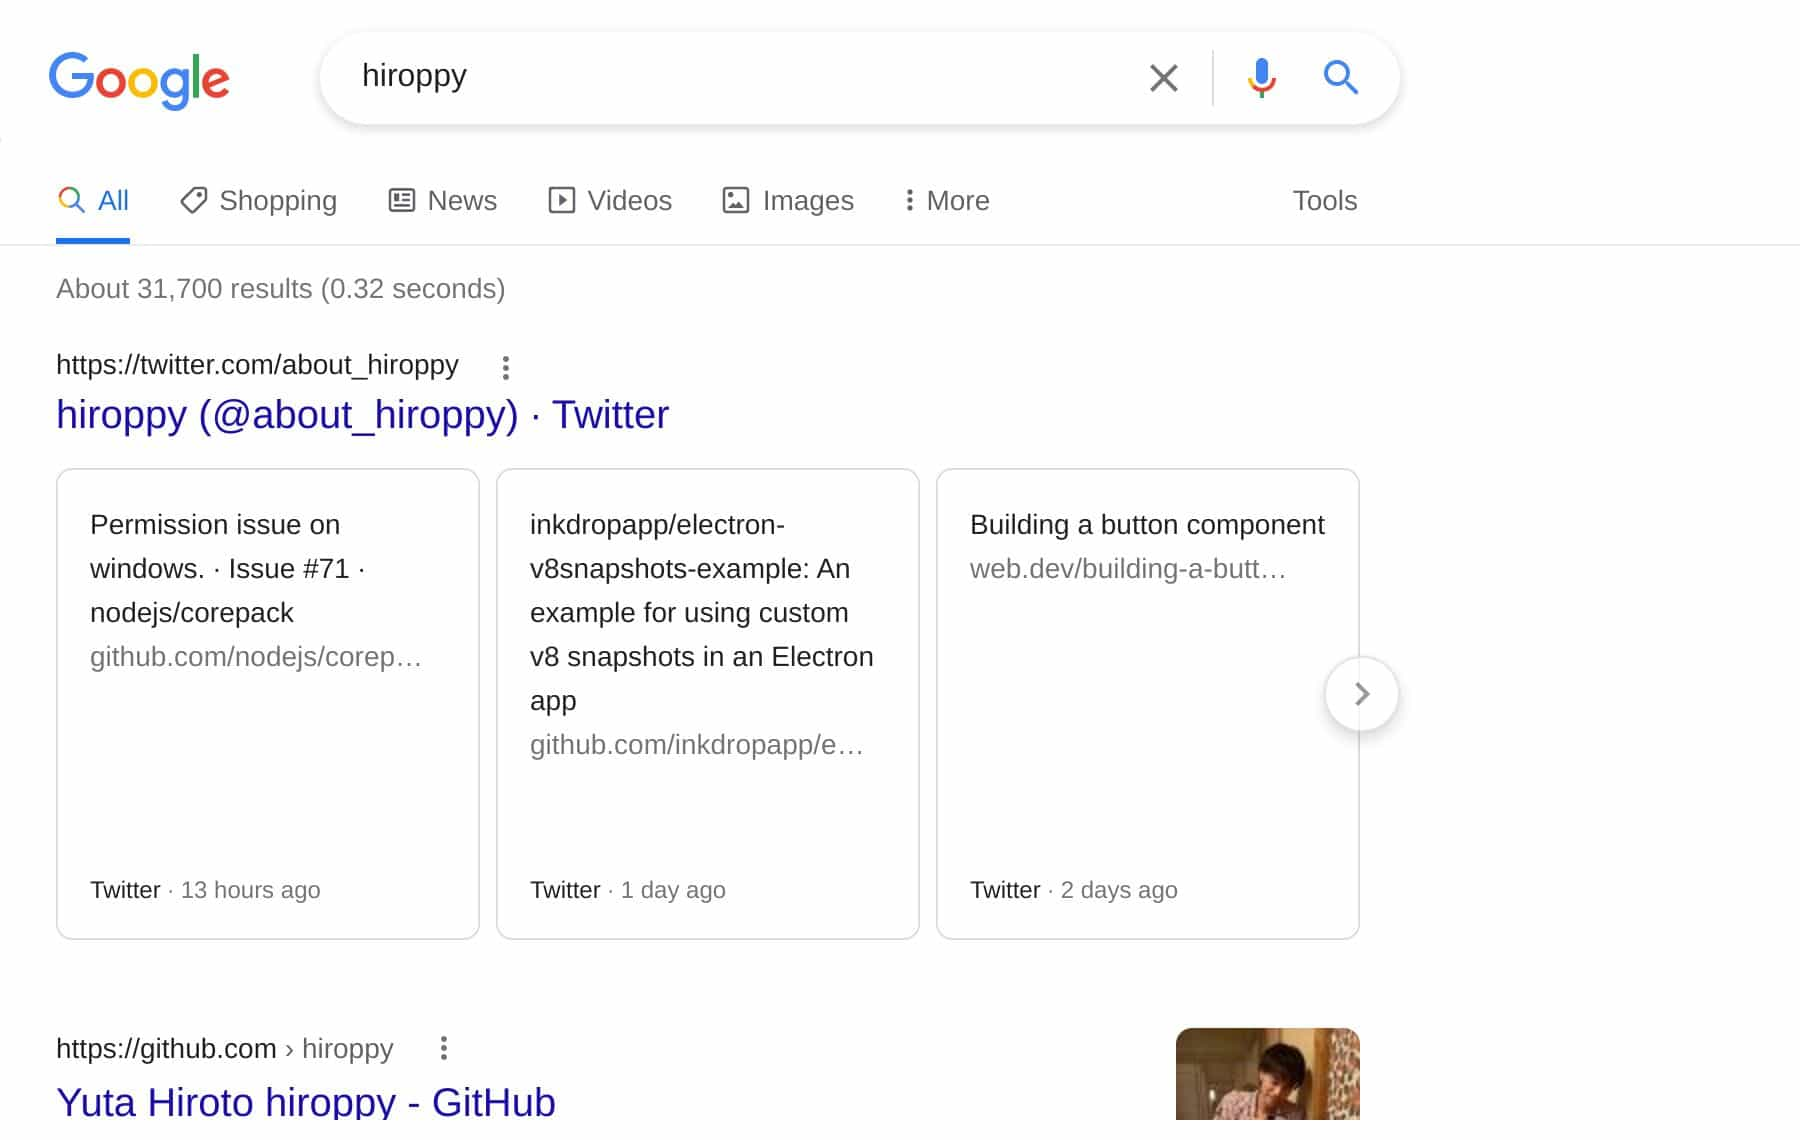 Google
hiroppy
All Shopping News Videos Images More Tools
About 31,700 results (0.32 seconds)
https://twitter.com/about_hiroppy
hiroppy (@about_hiroppy) · Twitter
Permission issue on
windows. · Issue #71 ·
nodejs/corepack
github.com/nodejs/corep…
Twitter · 13 hours ago
inkdropapp/electron-
v8snapshots-example: An
example for using custom
v8 snapshots in an Electron
app
github.com/inkdropapp/e…
Twitter · 1 day ago
Building a button component
web.dev/building-a-butt…
Twitter · 2 days ago
https://github.com › hiroppy
Yuta Hiroto hiroppy - GitHub